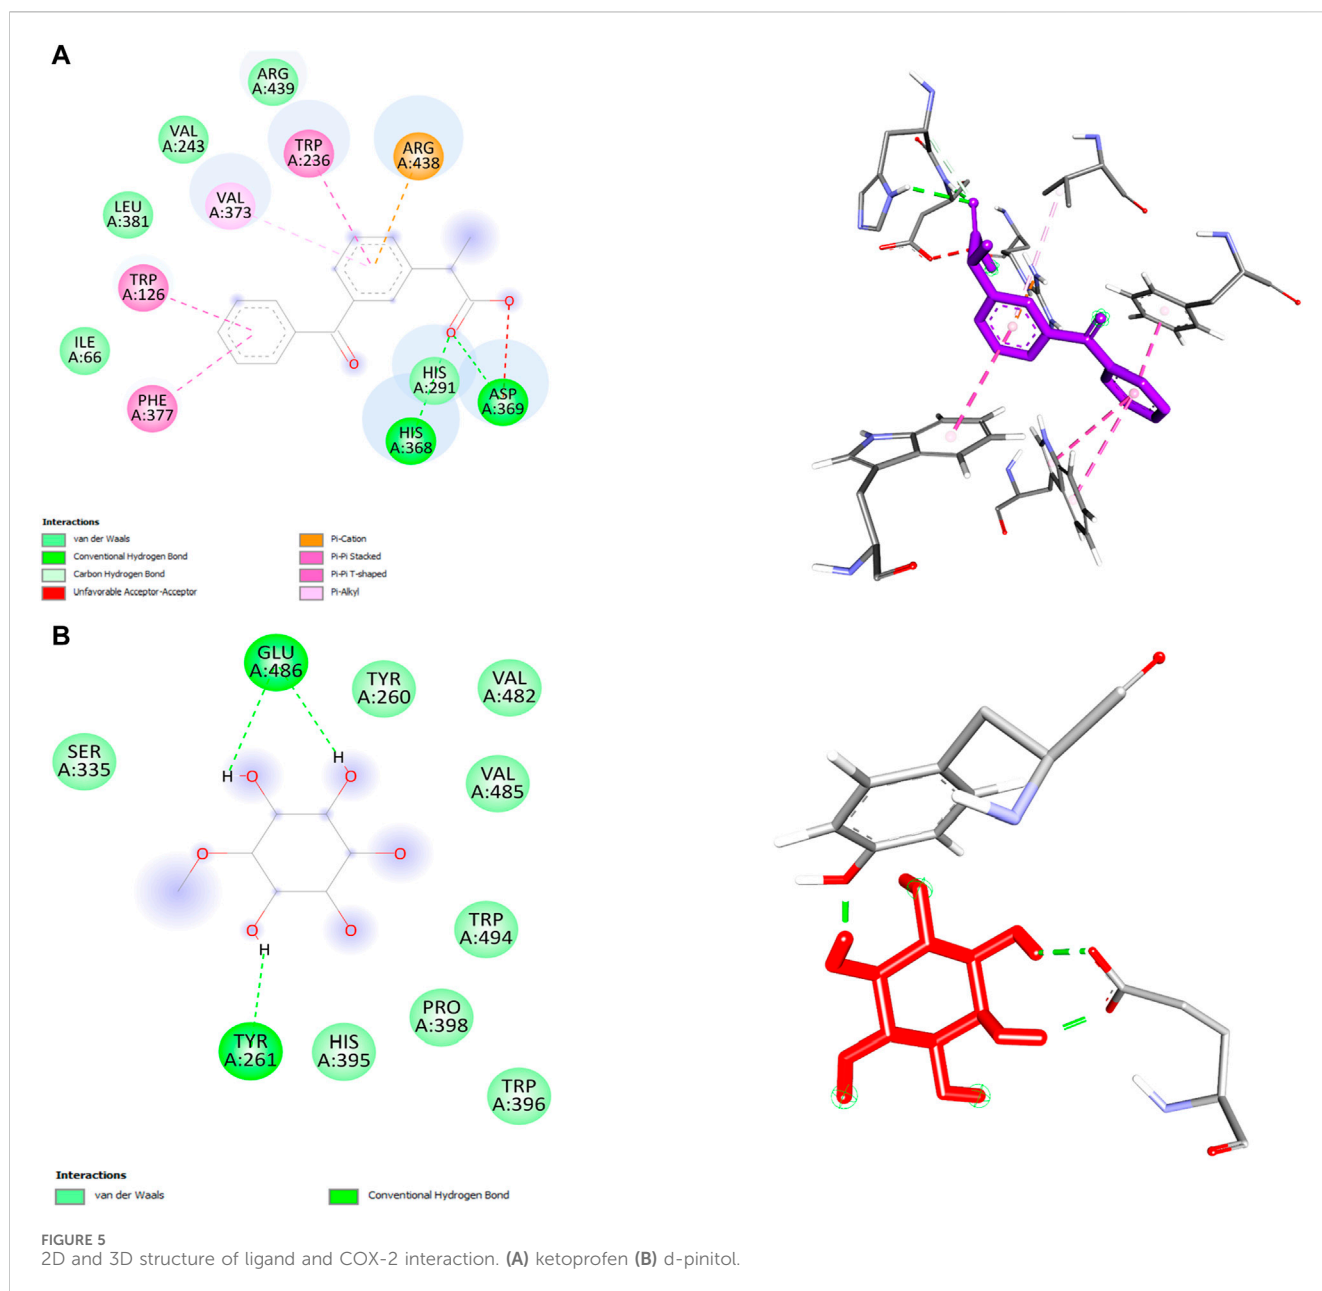 A
ARG
A:439
VAL
A:243
TRP
A:236
ARG
A:438
VAL
A:373
LEU
A:381
TRP
A:126
ILE
A:66
PHE
A:377
O
O
O
HIS
A:291
ASP
A:369
HIS
A:368
Interactions
van der Waals
Conventional Hydrogen Bond
Carbon Hydrogen Bond
Unfavorable Acceptor-Acceptor
Pi-Cation
Pi-Pi Stacked
Pi-Pi T-shaped
Pi-Alkyl
B
GLU
A:486
TYR
A:260
VAL
A:482
SER
A:335
H
H
O
O
VAL
A:485
O
O
O
O
H
TRP
A:494
PRO
A:398
TYR
A:261
HIS
A:395
TRP
A:396
Interactions
van der Waals
Conventional Hydrogen Bond
FIGURE 5
2D and 3D structure of ligand and COX-2 interaction. (A) ketoprofen (B) d-pinitol.